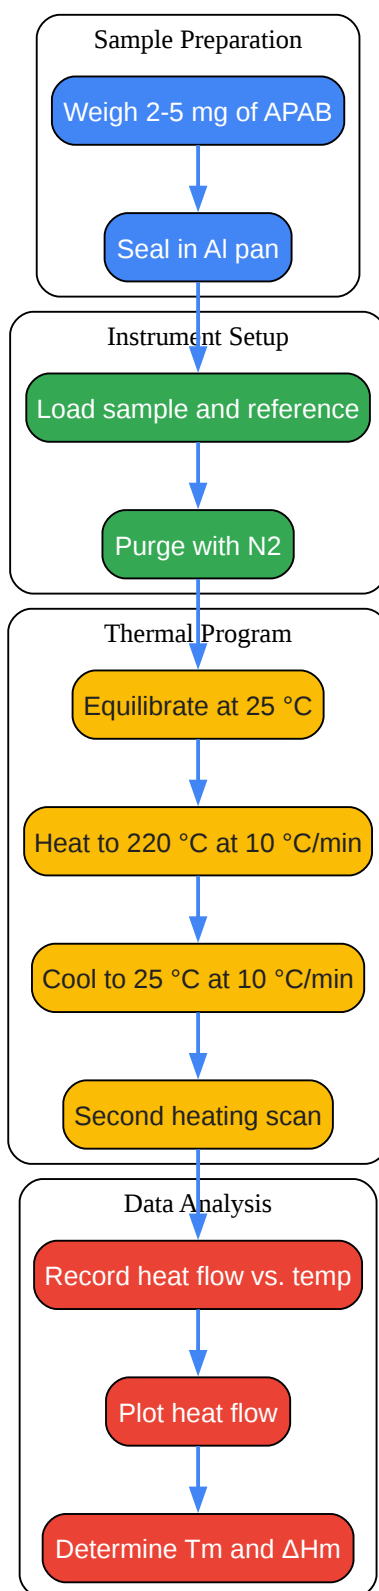 Sample Preparation
Weigh 2-5 mg of APAB
Seal in Al pan
Instrument Setup
Load sample and reference
Purge with N2
Thermal Program
Equilibrate at 25 °C
Heat to 220 °C at 10 °C/min
Cool to 25 °C at 10 °C/min
Second heating scan
Data Analysis
Record heat flow vs. temp
Plot heat flow
Determine Tm and ΔHm